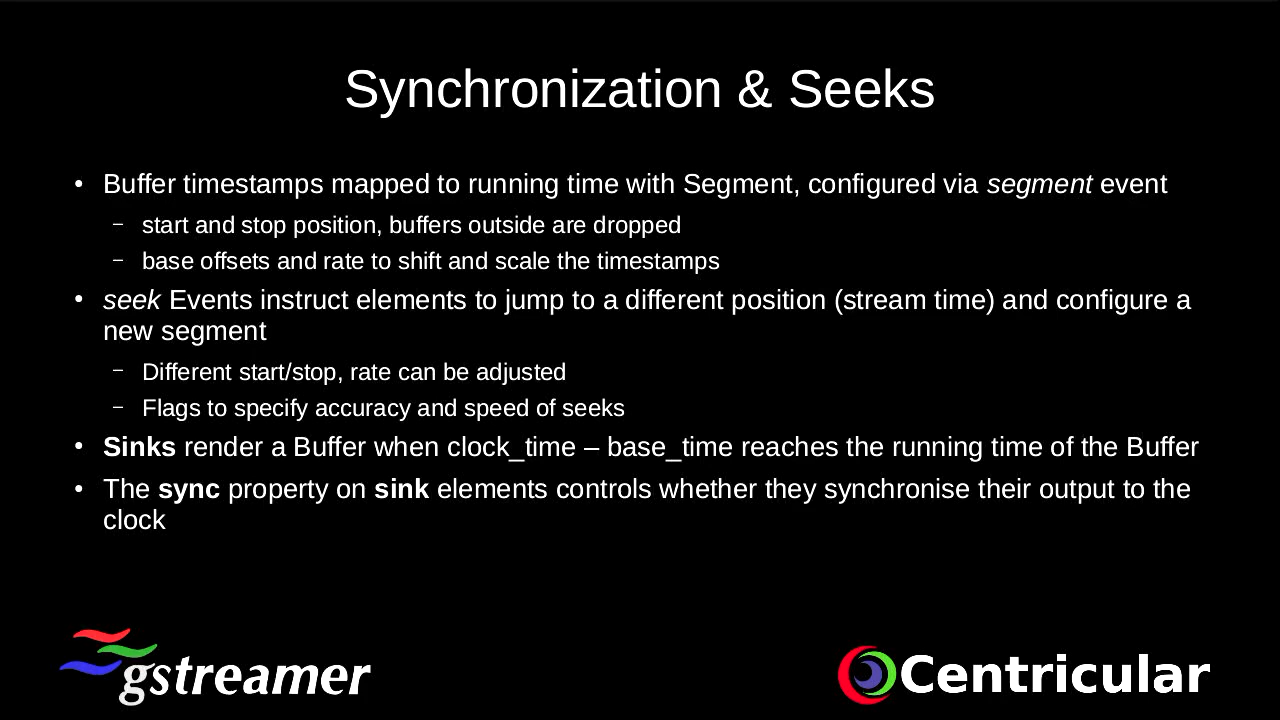 Synchronization & Seeks
• Buffer timestamps mapped to running time with Segment, configured via segment event
– start and stop position, buffers outside are dropped
– base offsets and rate to shift and scale the timestamps
• seek Events instruct elements to jump to a different position (stream time) and configure a
new segment
– Different start/stop, rate can be adjusted
– Flags to specify accuracy and speed of seeks
• Sinks render a Buffer when clock_time – base_time reaches the running time of the Buffer
• The sync property on sink elements controls whether they synchronise their output to the
clock
gstreamer
Centricular